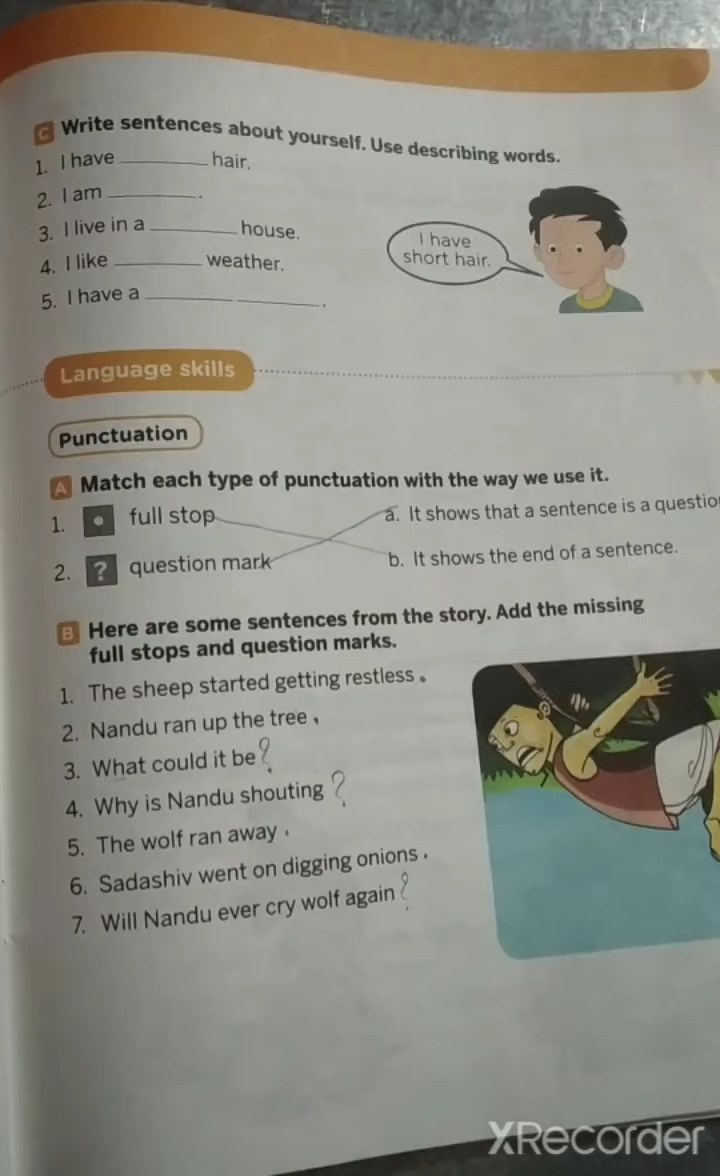 C Write sentences about yourself. Use describing words.
1. I have ________ hair.
2. I am ________.
3. I live in a ________ house.
4. I like ________ weather.
5. I have a ________ ________.
I have
short hair.
Language skills
Punctuation
A Match each type of punctuation with the way we use it.
1. . full stop
a. It shows that a sentence is a questio
2. ? question mark
b. It shows the end of a sentence.
B Here are some sentences from the story. Add the missing
full stops and question marks.
1. The sheep started getting restless.
2. Nandu ran up the tree.
3. What could it be?
4. Why is Nandu shouting?
5. The wolf ran away.
6. Sadashiv went on digging onions.
7. Will Nandu ever cry wolf again?
XRecorder